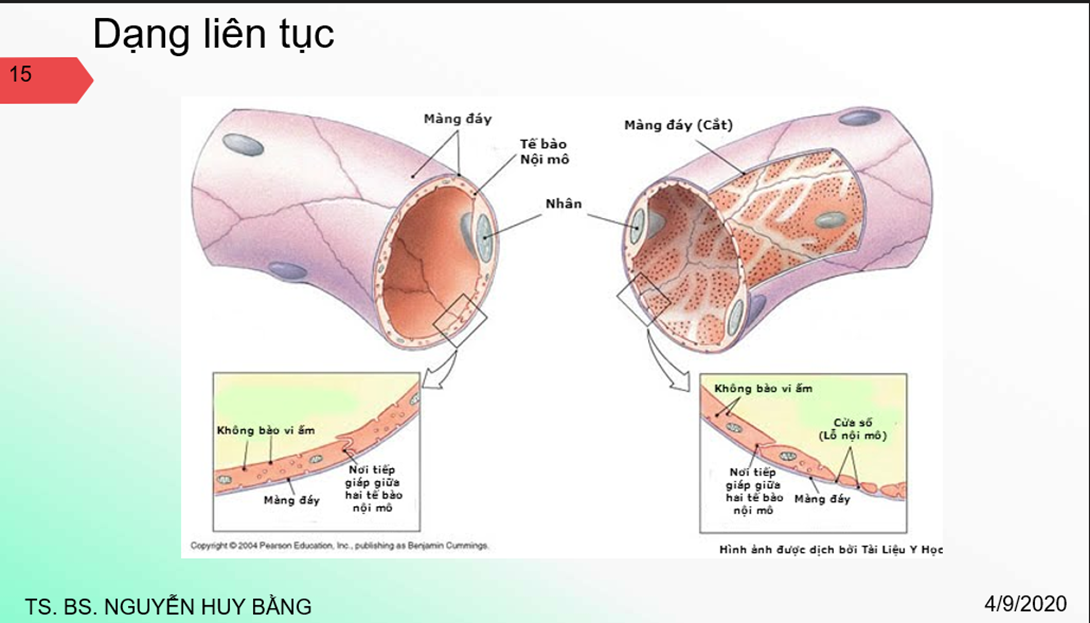 Dạng liên tục
15
Màng đáy
Tế bào
Nội mô
Nhân
Màng đáy (Cắt)
Không bào vi ẩm
Nơi tiếp
giáp giữa
hai tế bào
nội mô
Màng đáy
Không bào vi ẩm
Cửa sổ
(Lỗ nội mô)
Nơi tiếp
giáp giữa
hai tế bào
nội mô
Màng đáy
Copyright © 2004 Pearson Education, Inc., publishing as Benjamin Cummings.
Hình ảnh được dịch bởi Tài Liệu Y Học
TS. BS. NGUYỄN HUY BẰNG
4/9/2020